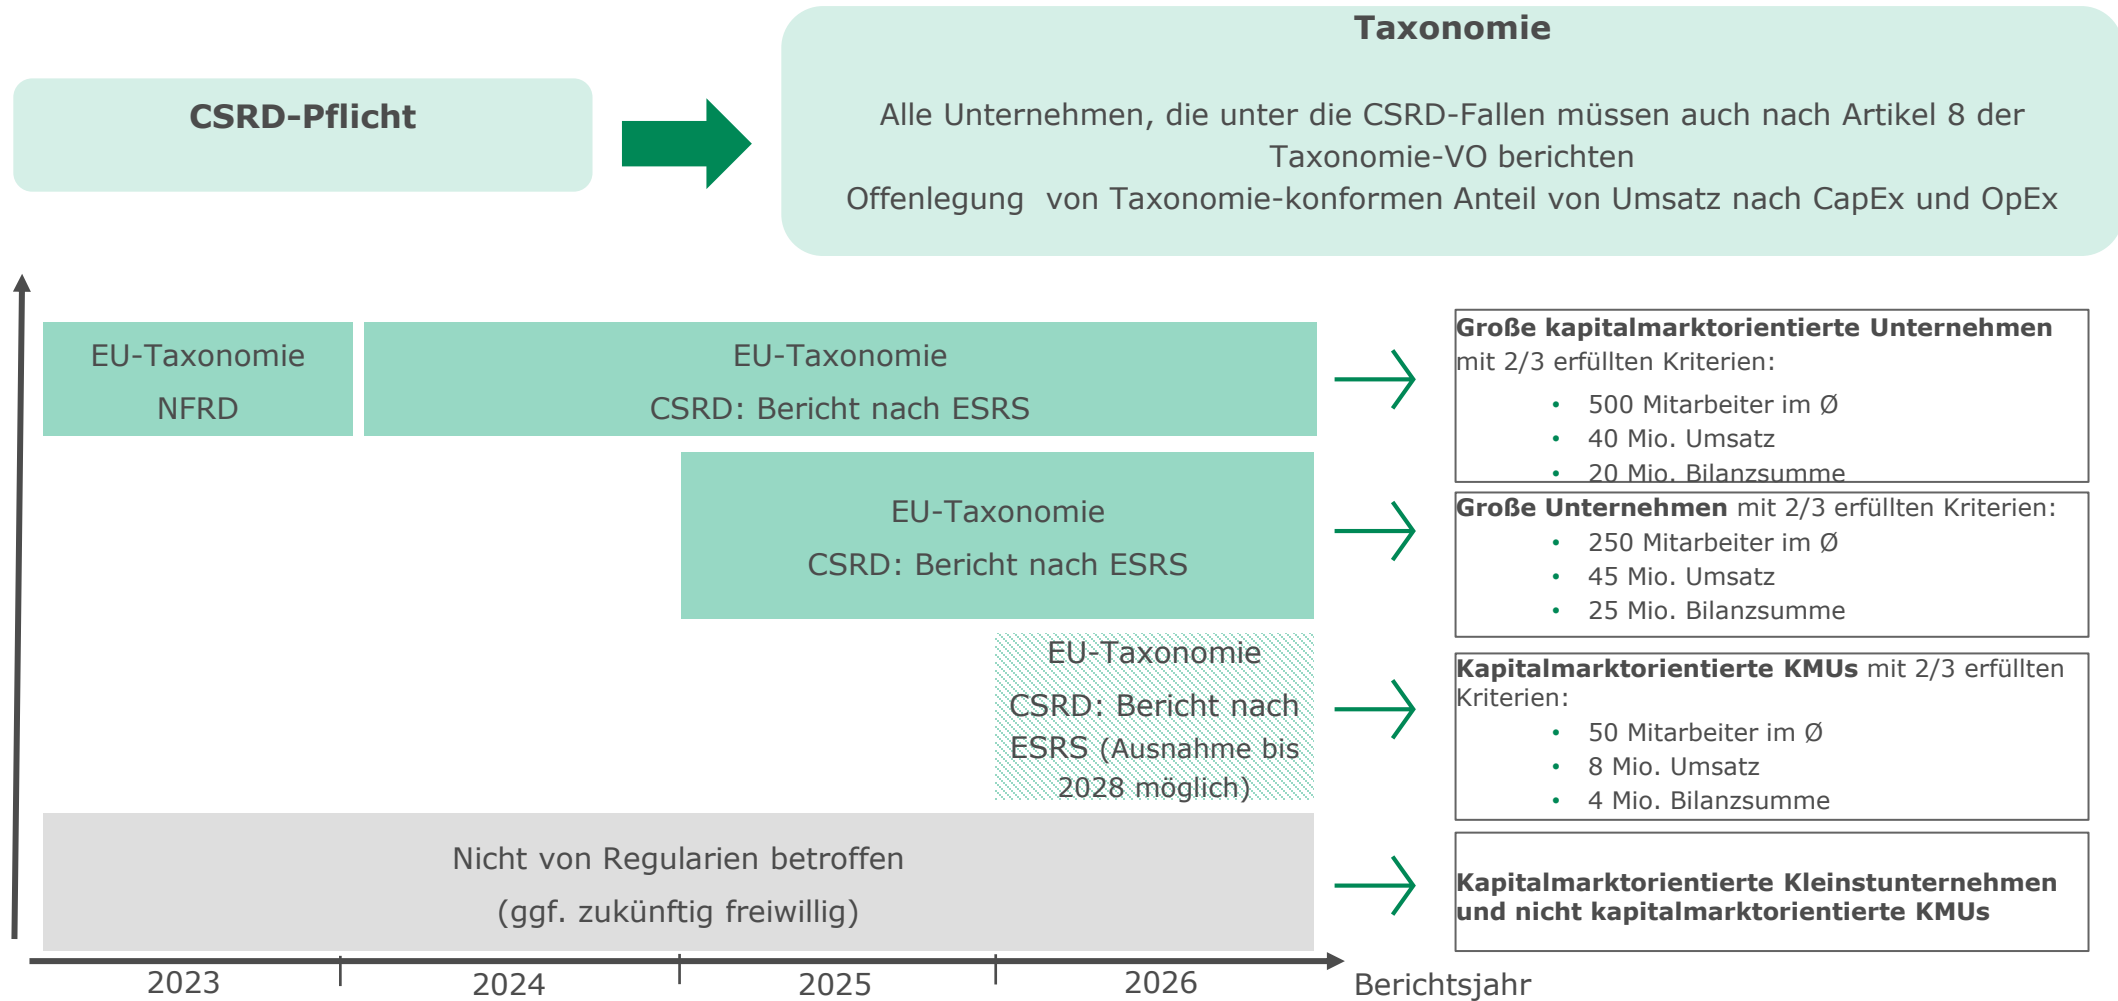 CSRD-Pflicht
Taxonomie
Alle Unternehmen, die unter die CSRD-Fallen müssen auch nach Artikel 8 der
Taxonomie-VO berichten
Offenlegung  von Taxonomie-konformen Anteil von Umsatz nach CapEx und OpEx
EU-Taxonomie
NFRD
EU-Taxonomie
CSRD: Bericht nach ESRS
Große kapitalmarktorientierte Unternehmen
mit 2/3 erfüllten Kriterien:
• 500 Mitarbeiter im Ø
• 40 Mio. Umsatz
• 20 Mio. Bilanzsumme
EU-Taxonomie
CSRD: Bericht nach ESRS
Große Unternehmen mit 2/3 erfüllten Kriterien:
• 250 Mitarbeiter im Ø
• 45 Mio. Umsatz
• 25 Mio. Bilanzsumme
EU-Taxonomie
CSRD: Bericht nach
ESRS (Ausnahme bis
2028 möglich)
Kapitalmarktorientierte KMUs mit 2/3 erfüllten
Kriterien:
• 50 Mitarbeiter im Ø
• 8 Mio. Umsatz
• 4 Mio. Bilanzsumme
Nicht von Regularien betroffen
(ggf. zukünftig freiwillig)
Kapitalmarktorientierte Kleinstunternehmen
und nicht kapitalmarktorientierte KMUs
2023
2024
2025
2026
Berichtsjahr